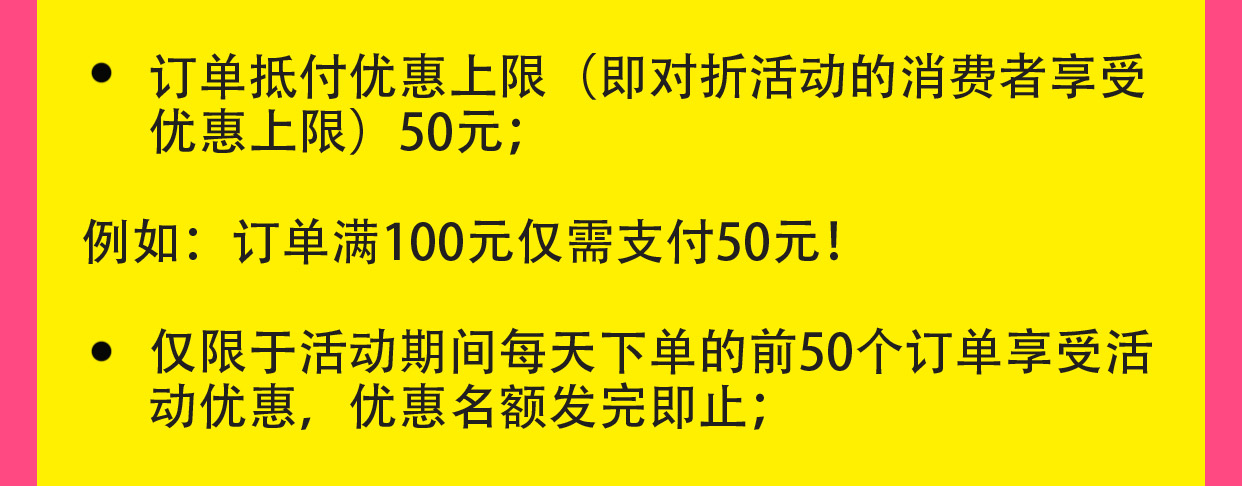 ● 订单抵付优惠上限（即对折活动的消费者享受
优惠上限）50元；
例如：订单满100元仅需支付50元！
● 仅限于活动期间每天下单的前50个订单享受活
动优惠，优惠名额发完即止；